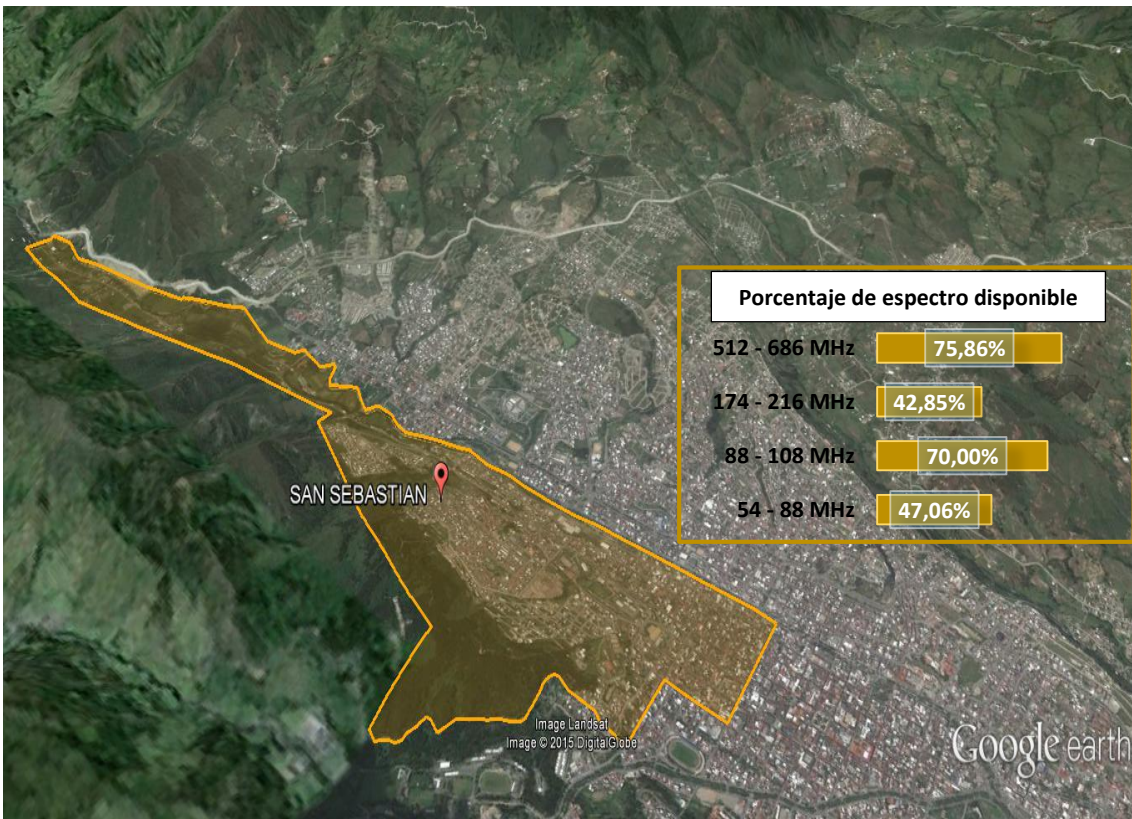 Porcentaje de espectro disponible
512 - 686 MHz 75,86%
174 - 216 MHz 42,85%
88 - 108 MHz 70,00%
54 - 88 MHz 47,06%
SAN SEBASTIAN
Image Landsat
Image © 2015 DigitalGlobe
Google earth